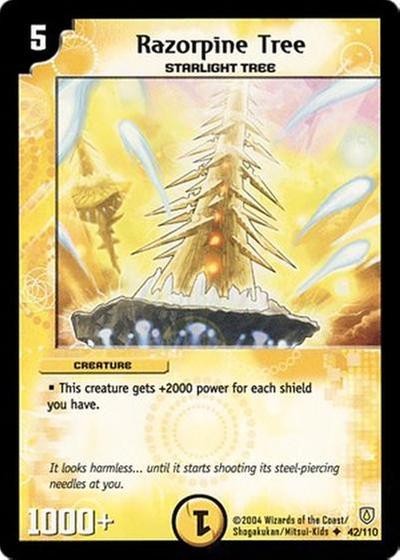 5
Razorpine Tree
STARLIGHT TREE
CREATURE
▪ This creature gets +2000 power for each shield
you have.
It looks harmless... until it starts shooting its steel-piercing
needles at you.
1000+
©2004 Wizards of the Coast/
Shogakukan/Mitsui-Kids ✦ 42/110